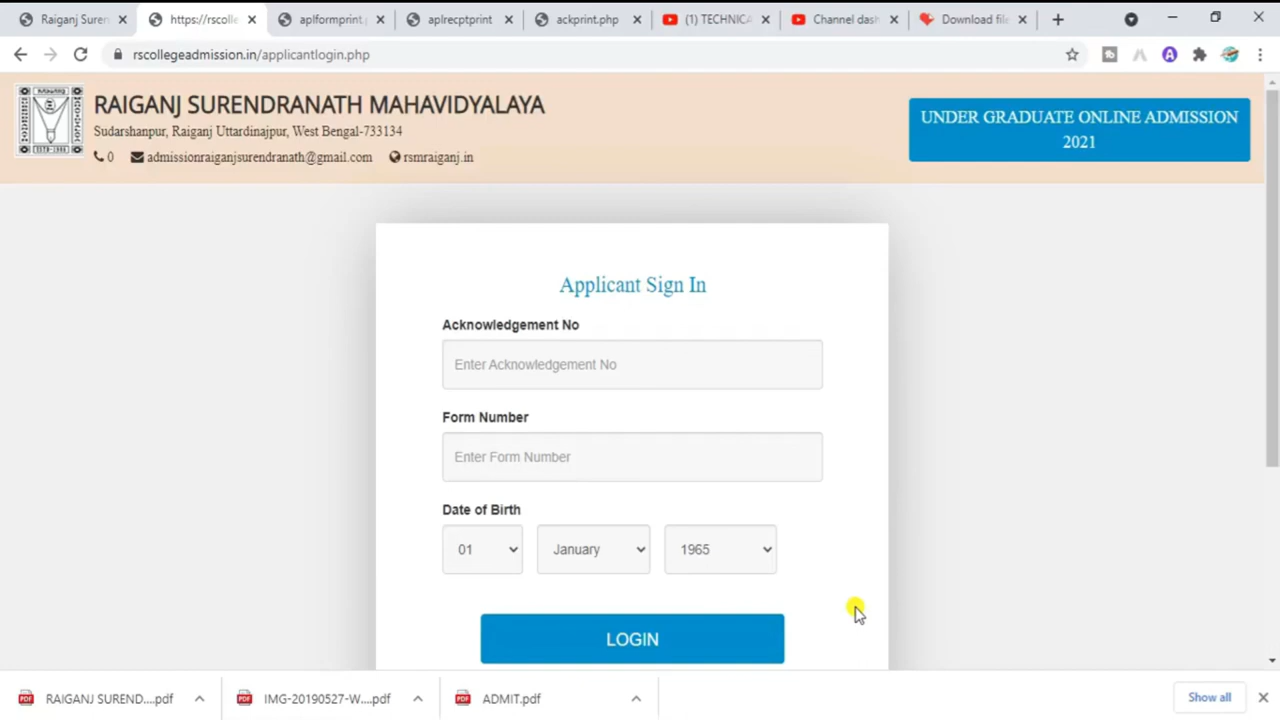 Raiganj Suren
https://rscolle
aplformprint.p
aplrecptprint
ackprint.php
(1) TECHNICA
Channel dash
Download file
rscollegeadmission.in/applicantlogin.php
RAIGANJ SURENDRANATH MAHAVIDYALAYA
Sudarshanpur, Raiganj Uttardinajpur, West Bengal-733134
0 admissionraiganjsurendranath@gmail.com rsmraiganj.in
UNDER GRADUATE ONLINE ADMISSION
2021
Applicant Sign In
Acknowledgement No
Enter Acknowledgement No
Form Number
Enter Form Number
Date of Birth
01 January 1965
LOGIN
RAIGANJ SUREND....pdf
IMG-20190527-W....pdf
ADMIT.pdf
Show all